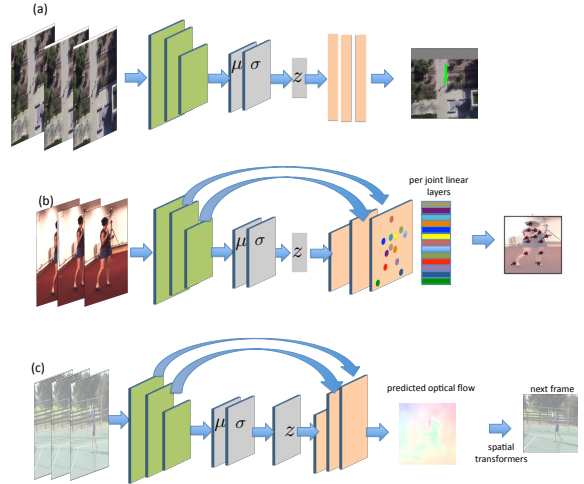 (a)
μ σ
z
per joint linear
layers
(b)
μ σ
z
(c)
predicted optical flow
next frame
μ σ
z
spatial
transformers